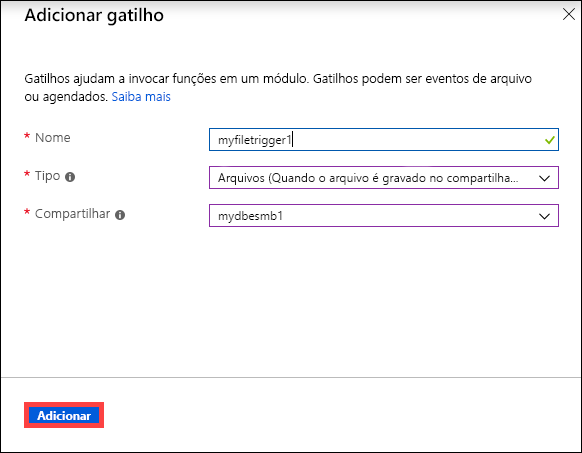 Adicionar gatilho
Gatilhos ajudam a invocar funções em um módulo. Gatilhos podem ser eventos de arquivo
ou agendados. Saiba mais
* Nome myfiletrigger1
* Tipo Arquivos (Quando o arquivo é gravado no compartilha...
* Compartilhar mydbesmb1
Adicionar